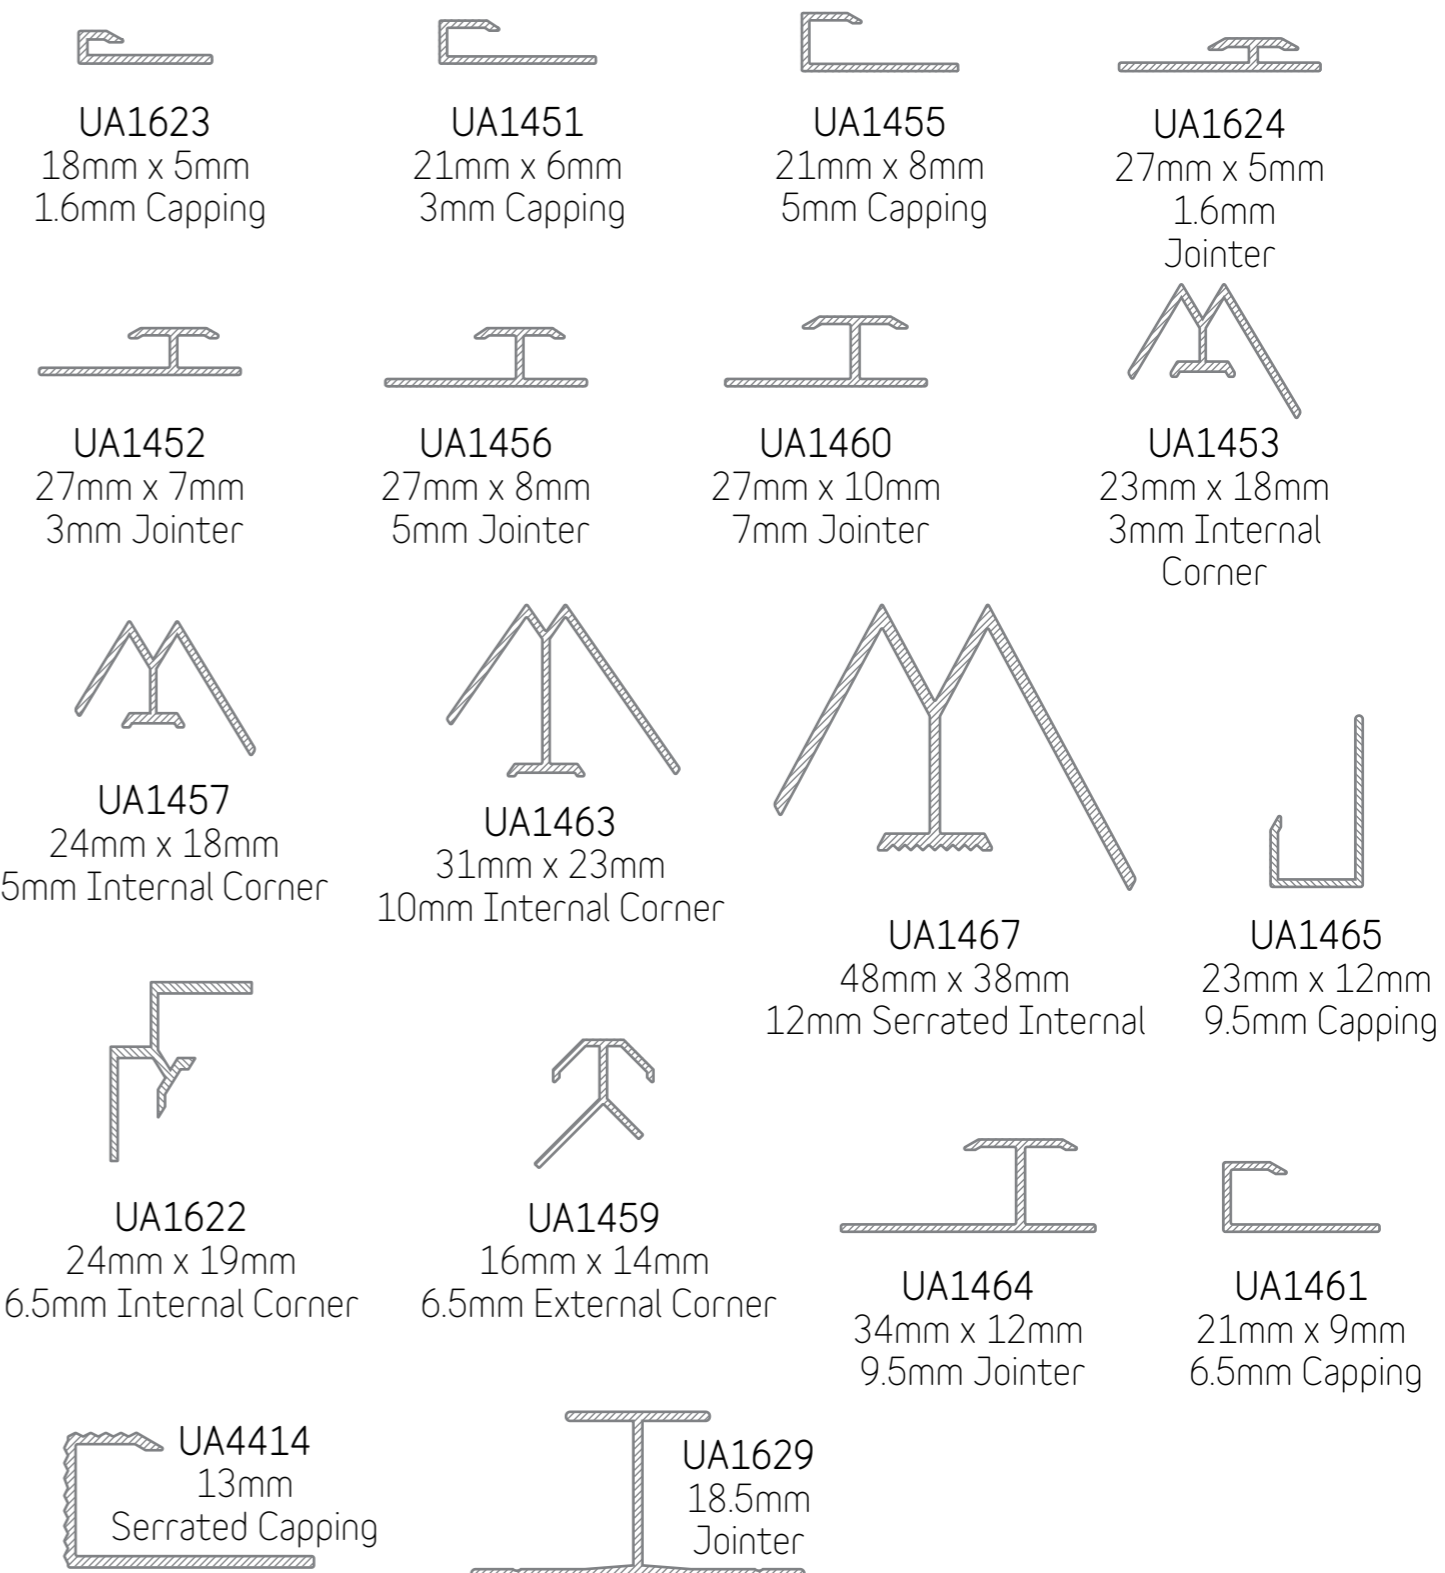 UA1623
18mm x 5mm
1.6mm Capping
UA1451
21mm x 6mm
3mm Capping
UA1455
21mm x 8mm
5mm Capping
UA1624
27mm x 5mm
1.6mm
Jointer
UA1452
27mm x 7mm
3mm Jointer
UA1456
27mm x 8mm
5mm Jointer
UA1460
27mm x 10mm
7mm Jointer
UA1453
23mm x 18mm
3mm Internal
Corner
UA1457
24mm x 18mm
5mm Internal Corner
UA1463
31mm x 23mm
10mm Internal Corner
UA1467
48mm x 38mm
12mm Serrated Internal
UA1465
23mm x 12mm
9.5mm Capping
UA1622
24mm x 19mm
6.5mm Internal Corner
UA1459
16mm x 14mm
6.5mm External Corner
UA1464
34mm x 12mm
9.5mm Jointer
UA1461
21mm x 9mm
6.5mm Capping
UA4414
13mm
Serrated Capping
UA1629
18.5mm
Jointer